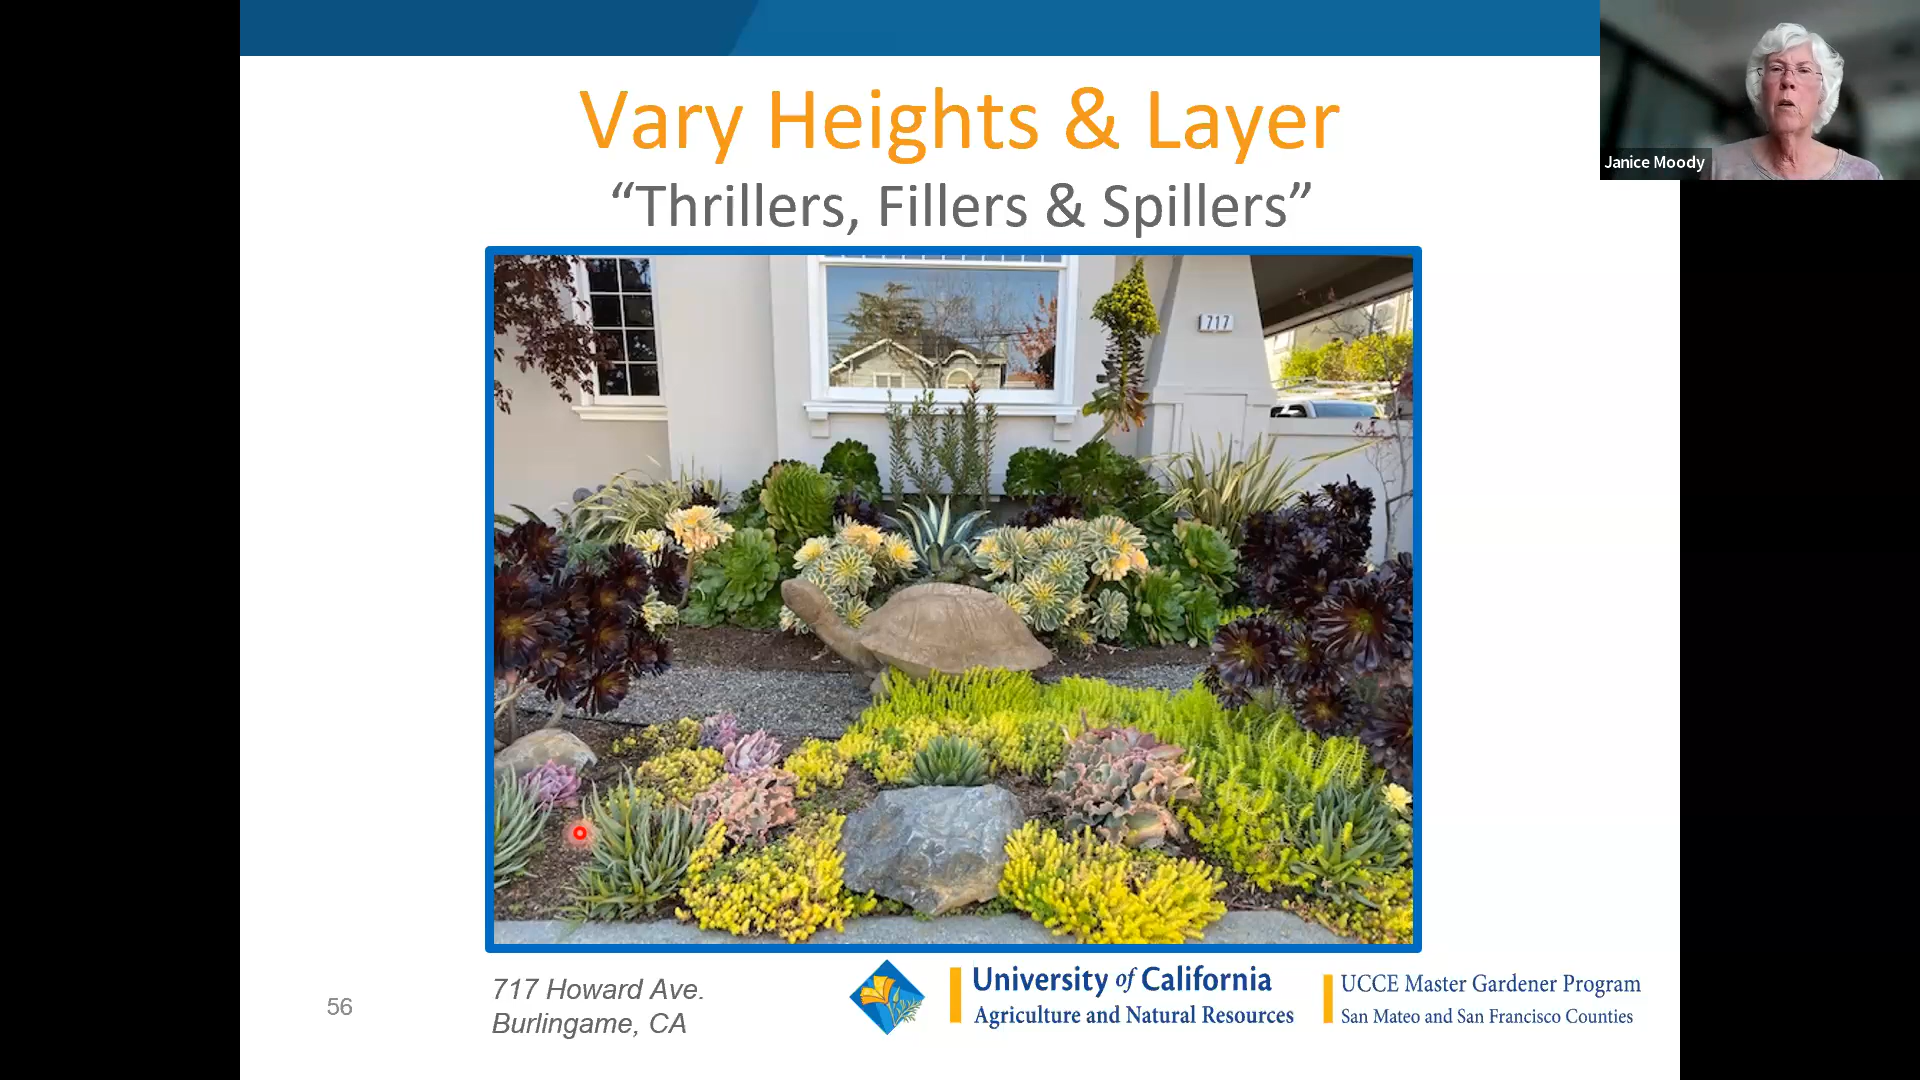 Vary Heights & Layer
“Thrillers, Fillers & Spillers”
Janice Moody
717
56
717 Howard Ave.
Burlingame, CA
University of California
Agriculture and Natural Resources
UCCE Master Gardener Program
San Mateo and San Francisco Counties